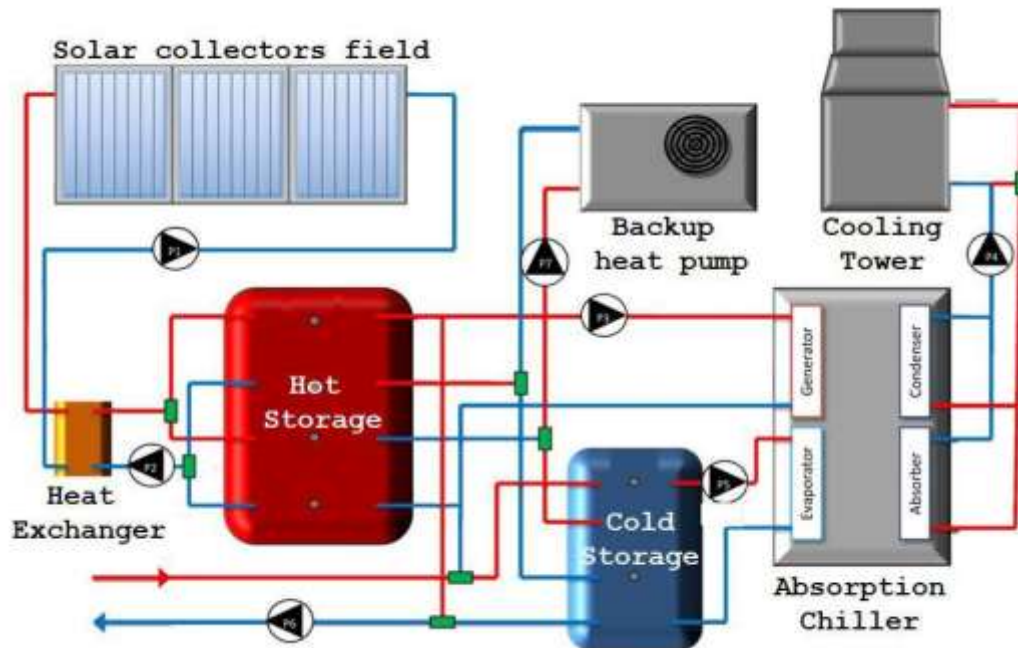 Solar collectors field
P1
Backup
heat pump
Cooling
Tower
P7
P4
P3
Hot
Storage
Generator
Condenser
P2
Heat
Exchanger
P5
Cold
Storage
Evaporator
Absorber
P6
Absorption
Chiller